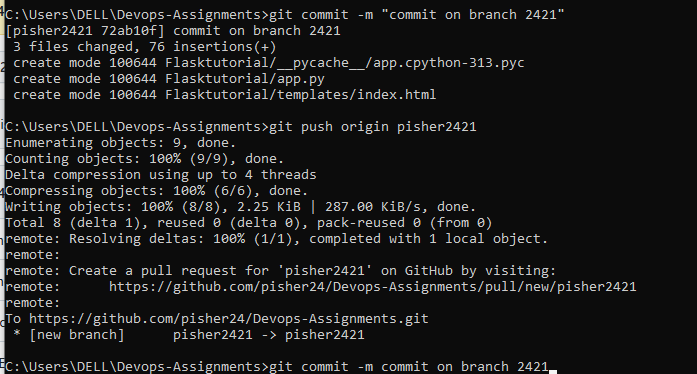 C:\Users\DELL\Devops-Assignments>git commit -m "commit on branch 2421"
[pisher2421 72ab10f] commit on branch 2421
 3 files changed, 76 insertions(+)
 create mode 100644 Flasktutorial/__pycache__/app.cpython-313.pyc
 create mode 100644 Flasktutorial/app.py
 create mode 100644 Flasktutorial/templates/index.html
C:\Users\DELL\Devops-Assignments>git push origin pisher2421
Enumerating objects: 9, done.
Counting objects: 100% (9/9), done.
Delta compression using up to 4 threads
Compressing objects: 100% (6/6), done.
Writing objects: 100% (8/8), 2.25 KiB | 287.00 KiB/s, done.
Total 8 (delta 1), reused 0 (delta 0), pack-reused 0 (from 0)
remote: Resolving deltas: 100% (1/1), completed with 1 local object.
remote:
remote: Create a pull request for 'pisher2421' on GitHub by visiting:
remote:      https://github.com/pisher24/Devops-Assignments/pull/new/pisher2421
remote:
To https://github.com/pisher24/Devops-Assignments.git
 * [new branch]      pisher2421 -> pisher2421
C:\Users\DELL\Devops-Assignments>git commit -m commit on branch 2421